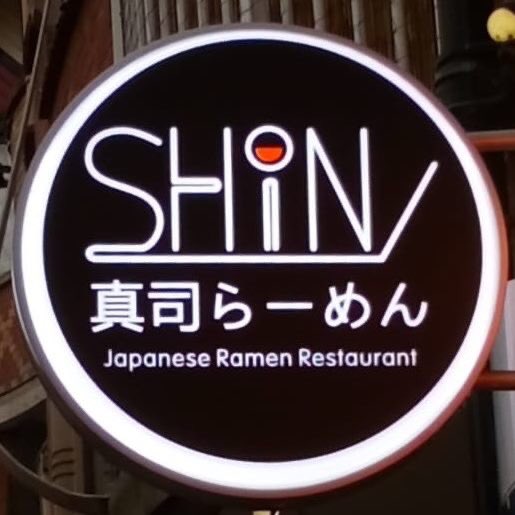 SHiN
真司らーめん
Japanese Ramen Restaurant